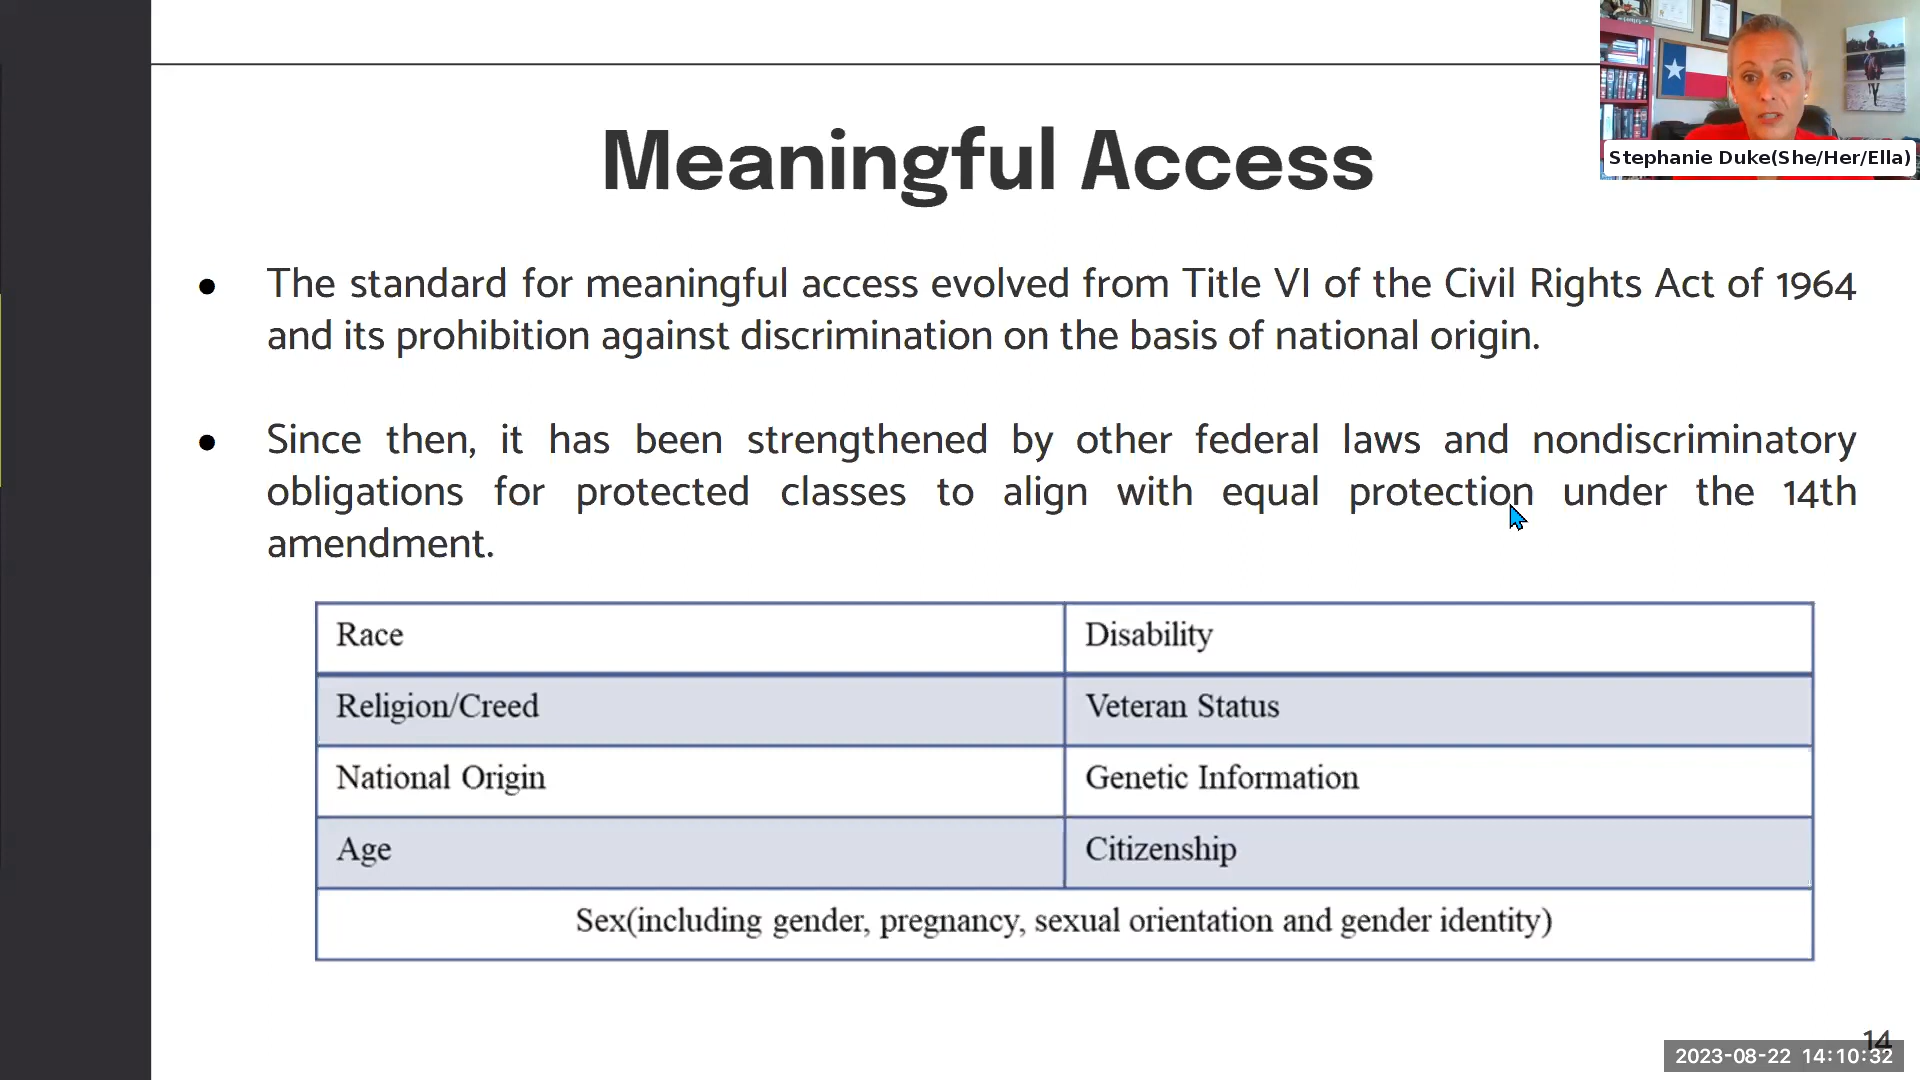 Meaningful Access
Stephanie Duke(She/Her/Ella)
● The standard for meaningful access evolved from Title VI of the Civil Rights Act of 1964
and its prohibition against discrimination on the basis of national origin.
● Since then, it has been strengthened by other federal laws and nondiscriminatory
obligations for protected classes to align with equal protection under the 14th
amendment.
Race
Disability
Religion/Creed
Veteran Status
National Origin
Genetic Information
Age
Citizenship
Sex(including gender, pregnancy, sexual orientation and gender identity)
14
2023-08-22 14:10:32